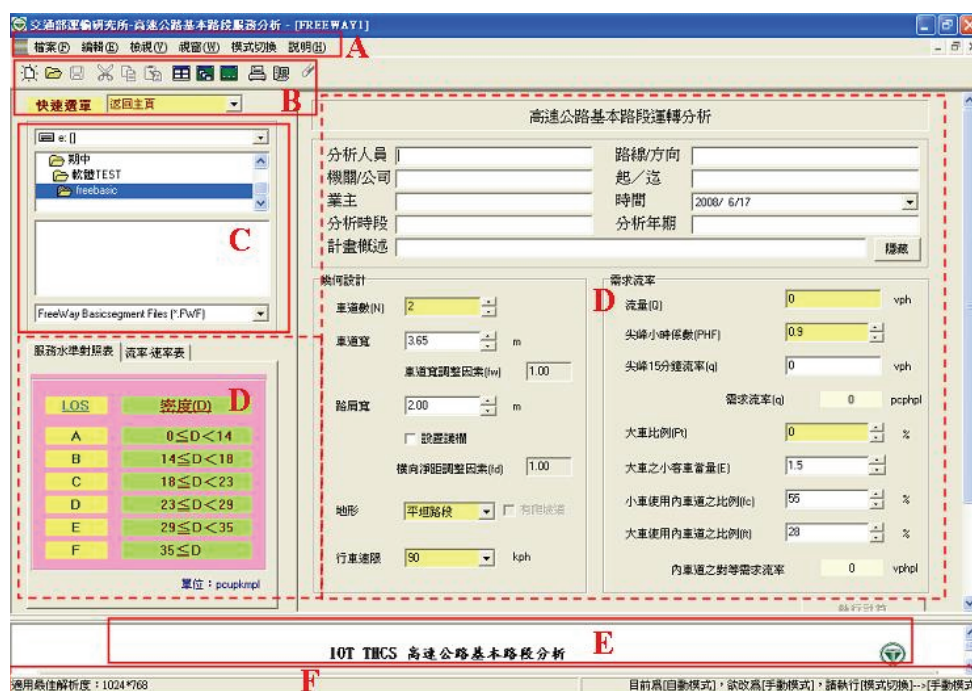 交通部運輸研究所-高速公路基本路段服務分析 - [FREEWAY1]
檔案(F) 編輯(E) 檢視(V) 視窗(W) 模式切換 說明(H)
A
快速選單 返回主頁
B
e: []
期中
軟體TEST
freebasic
C
FreeWay Basicsegment Files (*.FWF)
高速公路基本路段運轉分析
分析人員 路線/方向
機關/公司 起／迄
業主 時間 2008/ 6/17
分析時段 分析年期
計畫概述 隱藏
幾何設計
車道數(N) 2
車道寬 3.65 m
車道寬調整因素(fw) 1.00
路肩寬 2.00 m
設置護欄
橫向淨距調整因素(fd) 1.00
地形 平坦路段
行車速限 90 kph
需求流率
D
流量(Q) 0 vph
尖峰小時係數(PHF) 0.9
尖峰15分鐘流率(q) 0 vph
需求流率(q) 0 pcphpl
大車比例(Pt) 0 %
大車之小客車當量(E) 1.5
小車使用內車道之比例(fc) 55 %
大車使用內車道之比例(ft) 28 %
內車道之對等需求流率 0 vphpl
執行計算
服務水準對照表 流率-速率表
LOS 密度(D) D
A 0≦D<14
B 14≦D<18
C 18≦D<23
D 23≦D<29
E 29≦D<35
F 35≦D
單位：pcupkmpl
IOT THCS 高速公路基本路段分析 E
適用最佳解析度：1024*768 F 目前為[自動模式]，欲改為[手動模式]，請執行[模式切換]-->[手動模式